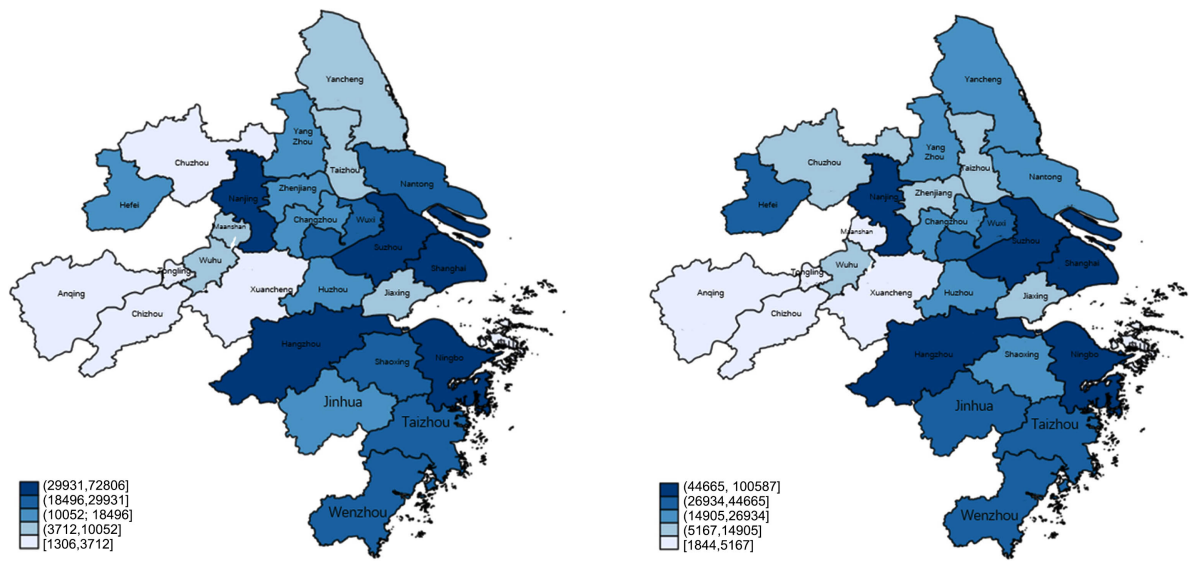 Yancheng
Yang
Zhou
Chuzhou
Taizhou
Zhenjiang
Nantong
Hefei
Nanjing
Changzhou
Wuxi
Maanshan
Suzhou
Wuhu
Shanghai
Tongling
Anqing
Xuancheng
Huzhou
Jiaxing
Chizhou
Hangzhou
Ningbo
Shaoxing
Jinhua
Taizhou
Wenzhou
(29931,72806]
(18496,29931]
(10052; 18496]
(3712,10052]
[1306,3712]
Yancheng
Yang
Zhou
Chuzhou
Taizhou
Nantong
Zhenjiang
Hefei
Nanjing
Changzhou
Wuxi
Maanshan
Suzhou
Wuhu
Shanghai
Tongling
Anqing
Xuancheng
Huzhou
Jiaxing
Chizhou
Hangzhou
Shaoxing
Ningbo
Jinhua
Taizhou
Wenzhou
(44665, 100587]
(26934,44665]
(14905,26934]
(5167,14905]
[1844,5167]